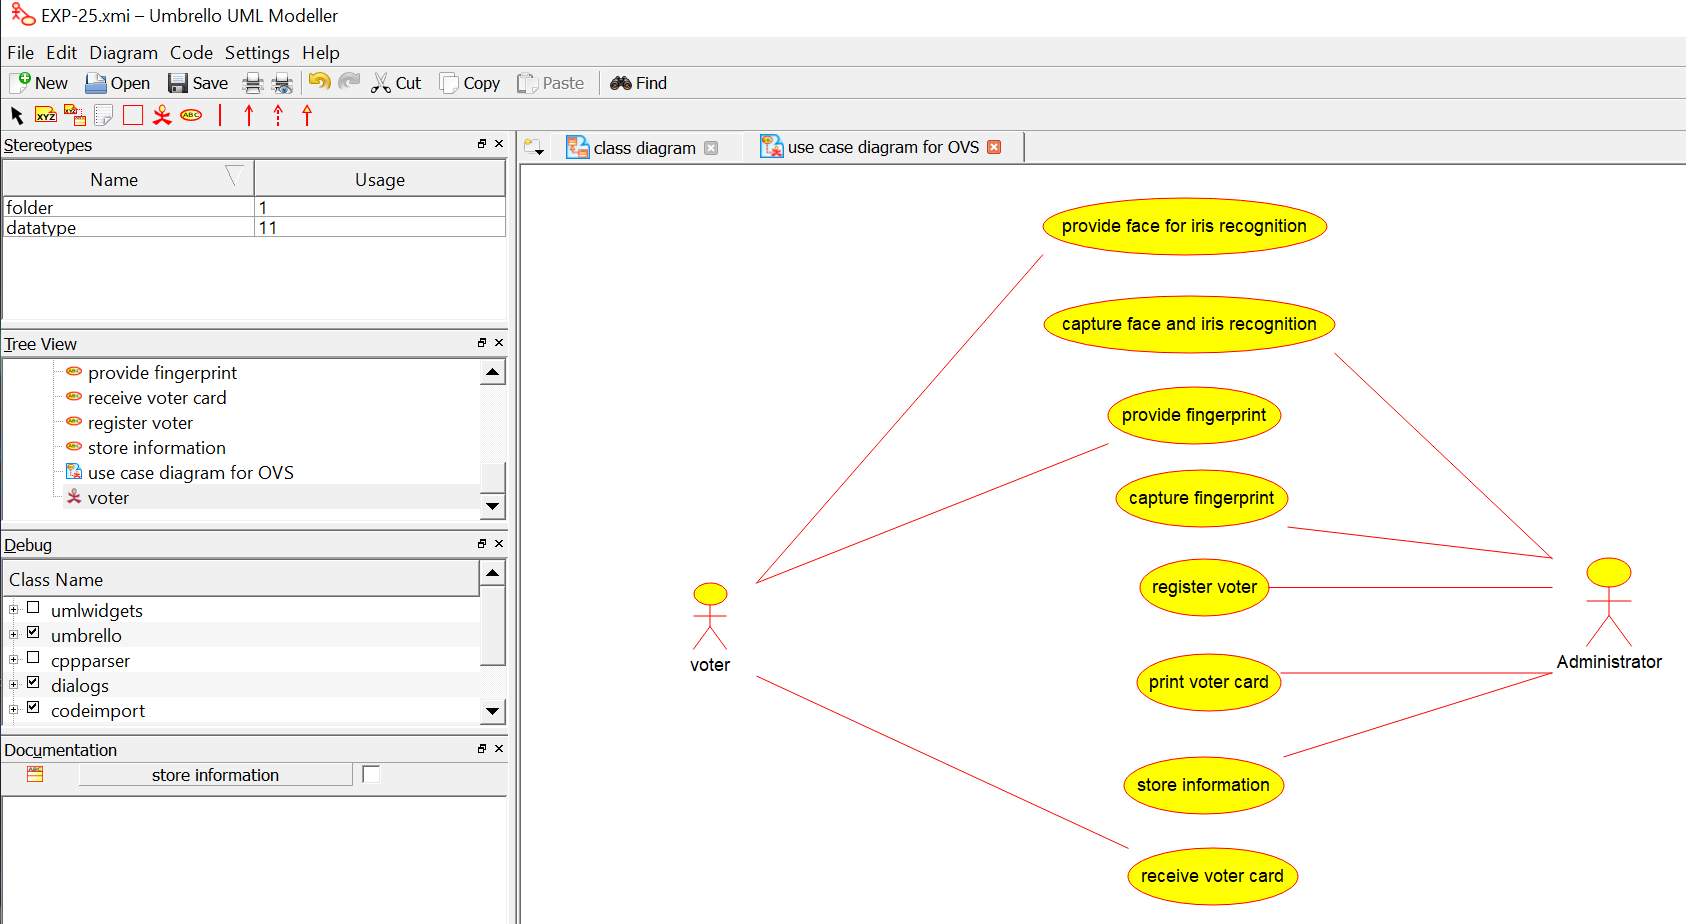 EXP-25.xmi – Umbrello UML Modeller
File Edit Diagram Code Settings Help
New Open Save Cut Copy Paste Find
XYZ XYZ ABC
Stereotypes
Name Usage
folder 1
datatype 11
Tree View
provide fingerprint
receive voter card
register voter
store information
use case diagram for OVS
voter
Debug
Class Name
umlwidgets
umbrello
cppparser
dialogs
codeimport
Documentation
store information
class diagram
use case diagram for OVS
provide face for iris recognition
capture face and iris recognition
provide fingerprint
capture fingerprint
register voter
voter
Administrator
print voter card
store information
receive voter card